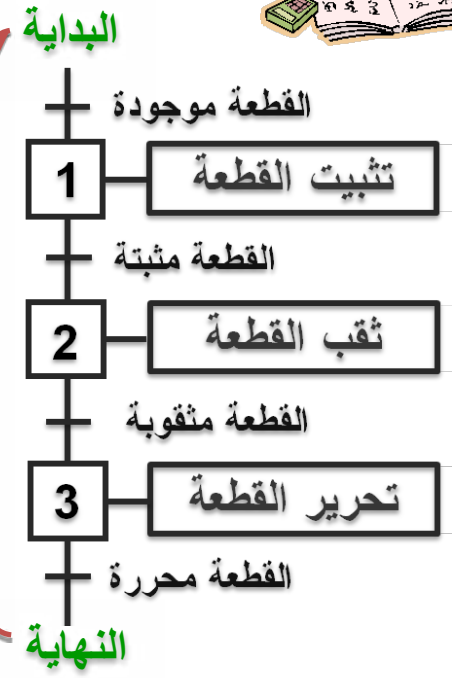 البداية
القطعة موجودة
1 تثبيت القطعة
القطعة مثبتة
2 ثقب القطعة
القطعة مثقوبة
3 تحرير القطعة
القطعة محررة
النهاية